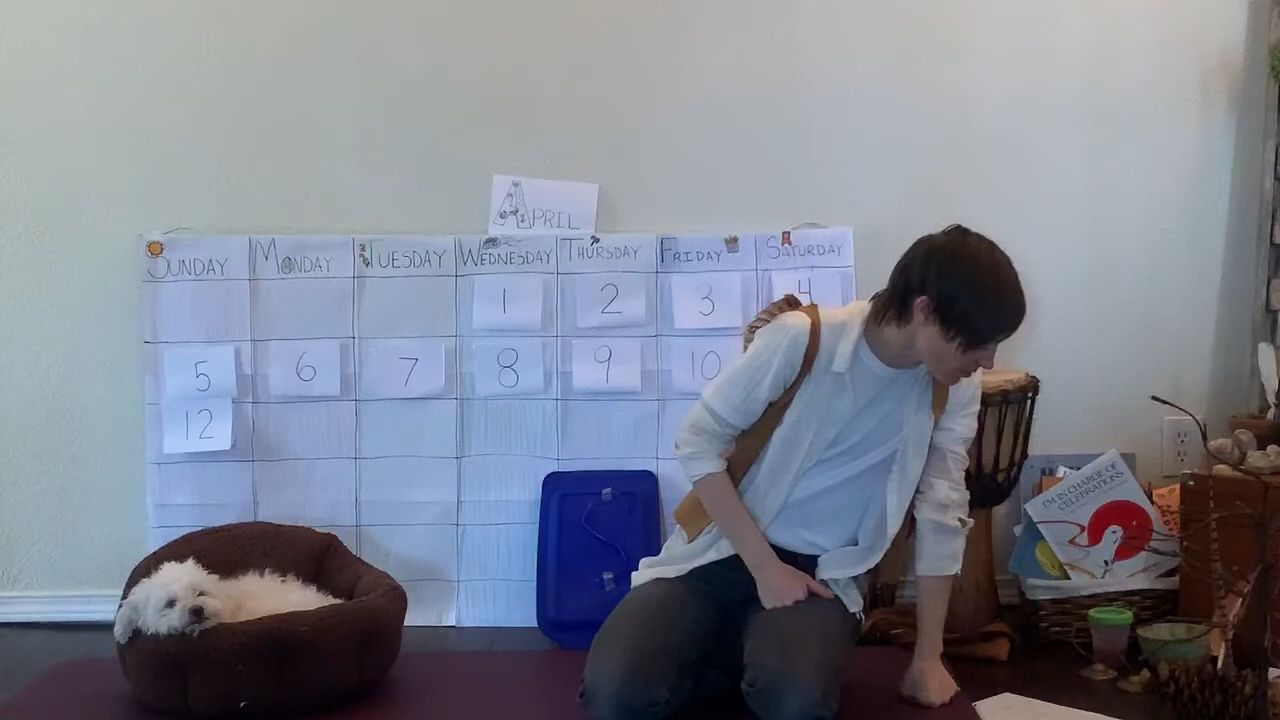 APRIL
SUNDAY MONDAY TUESDAY WEDNESDAY THURSDAY FRIDAY SATURDAY
1 2 3 4
5 6 7 8 9 10
12
I'M IN CHARGE OF
CELEBRATIONS